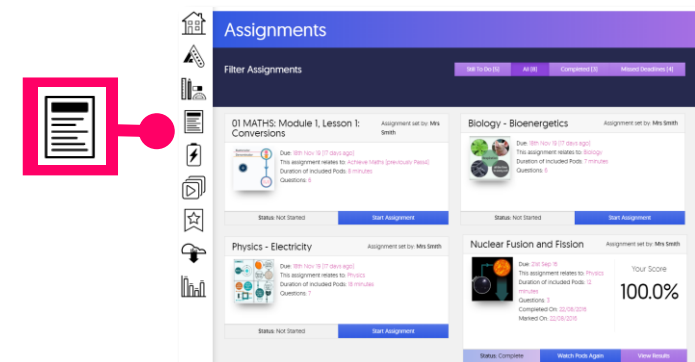 Assignments
Filter Assignments
Still To Do (5)
All (8)
Completed (3)
Missed Deadlines (4)
01 MATHS: Module 1, Lesson 1:
Conversions
Assignment set by: Mrs
Smith
Due: 18th Nov 19 (17 days ago)
This assignment relates to: Achieve Maths (previously Pass4)
Duration of included Pods: 8 minutes
Questions: 6
Status: Not Started
Start Assignment
Biology - Bioenergetics
Assignment set by: Mrs Smith
Due: 18th Nov 19 (17 days ago)
This assignment relates to: Biology
Duration of included Pods: 7 minutes
Questions: 8
Status: Not Started
Start Assignment
Physics - Electricity
Assignment set by: Mrs Smith
Due: 18th Nov 19 (17 days ago)
This assignment relates to: Physics
Duration of included Pods: 18 minutes
Questions: 7
Status: Not Started
Start Assignment
Nuclear Fusion and Fission
Assignment set by: Mrs Smith
Due: 21st Sep 15
This assignment relates to: Physics
Duration of included Pods: 12
minutes
Questions: 3
Completed On: 22/08/2015
Marked On: 22/08/2015
Your Score
100.0%
Status: Complete
Watch Pods Again
View Results